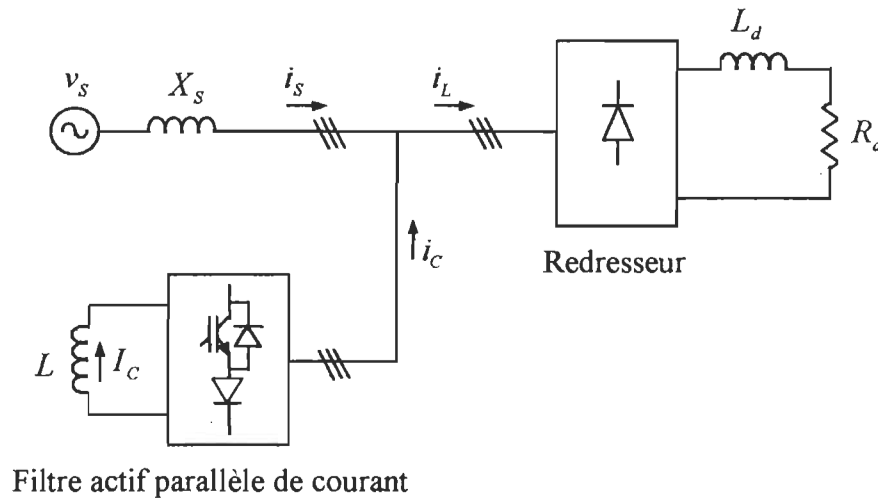 L_d
v_s
X_s
i_s
i_L
R_d
i_C
Redresseur
L
I_C
Filtre actif parallèle de courant